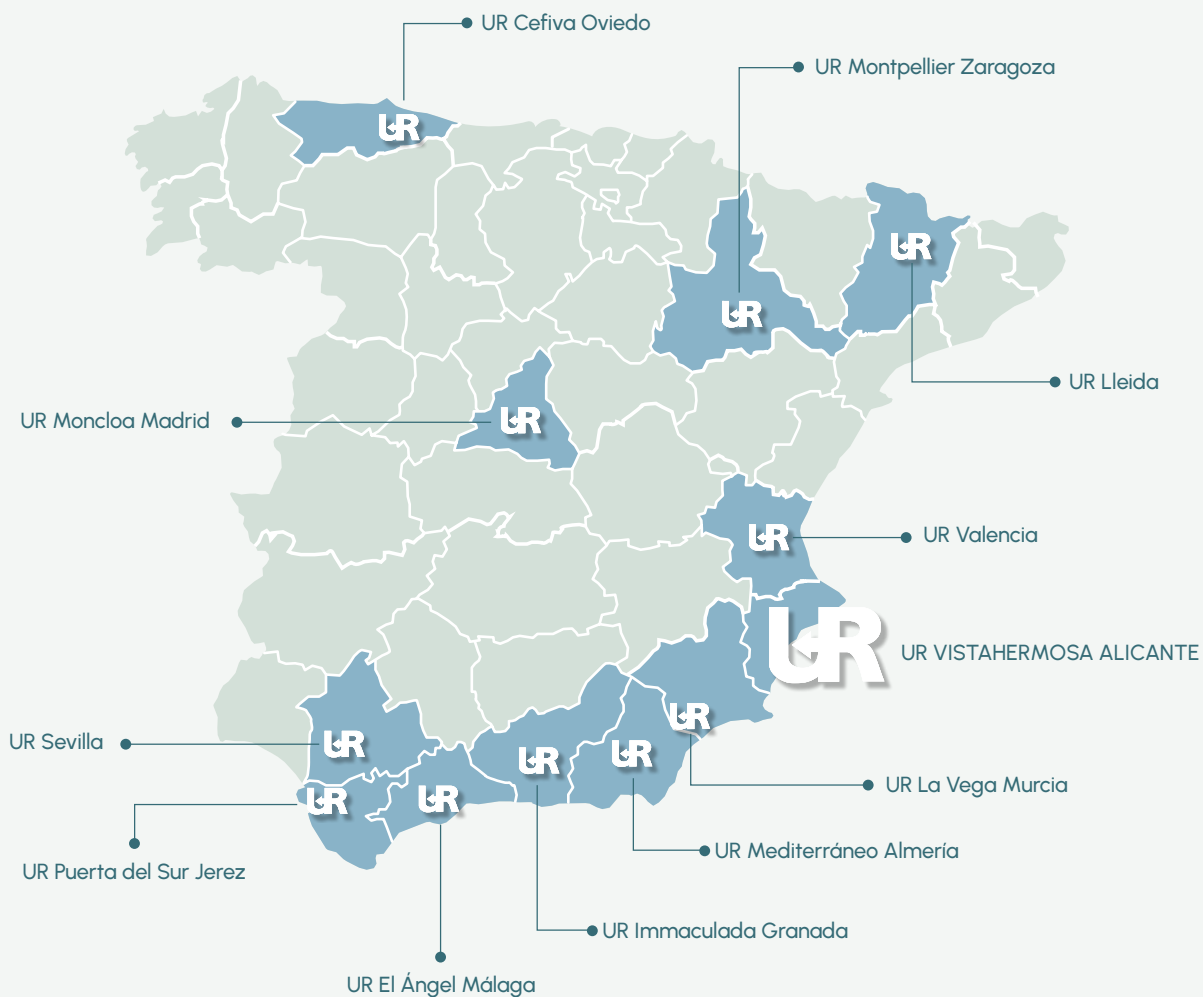 UR Cefiva Oviedo
UR Montpellier Zaragoza
UR
UR
UR
UR Lleida
UR Moncloa Madrid
UR
UR Valencia
UR
UR
UR VISTAHERMOSA ALICANTE
UR Sevilla
UR
UR
UR
UR
UR
UR
UR La Vega Murcia
UR Mediterráneo Almería
UR Puerta del Sur Jerez
UR Immaculada Granada
UR El Ángel Málaga